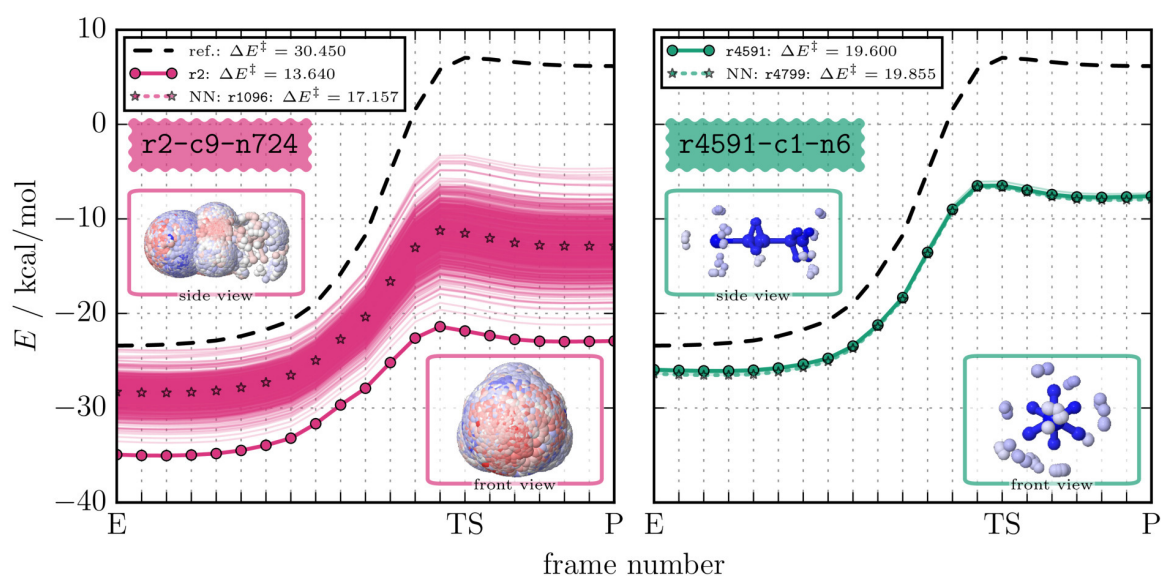 10
0
−10
−20
−30
−40
E / kcal/mol
ref.: ΔE‡ = 30.450
r2: ΔE‡ = 13.640
NN: r1096: ΔE‡ = 17.157
r2-c9-n724
side view
front view
E
TS
P
r4591: ΔE‡ = 19.600
NN: r4799: ΔE‡ = 19.855
r4591-c1-n6
side view
front view
E
TS
P
frame number